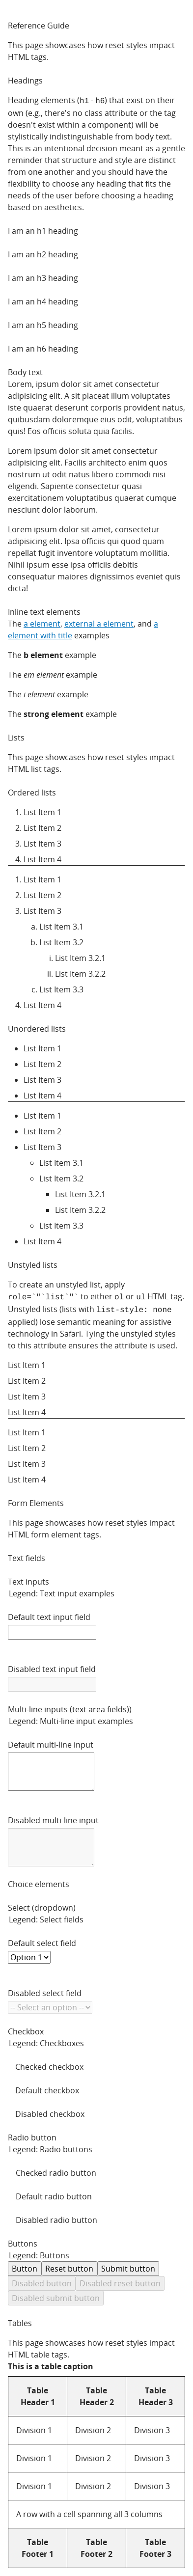 Reference Guide
This page showcases how reset styles impact
HTML tags.
Headings
Heading elements (h1 - h6) that exist on their
own (e.g., there's no class attribute or the tag
doesn't exist within a component) will be
stylistically indistinguishable from body text.
This is an intentional decision meant as a gentle
reminder that structure and style are distinct
from one another and you should have the
flexibility to choose any heading that fits the
needs of the user before choosing a heading
based on aesthetics.
I am an h1 heading
I am an h2 heading
I am an h3 heading
I am an h4 heading
I am an h5 heading
I am an h6 heading
Body text
Lorem, ipsum dolor sit amet consectetur
adipisicing elit. A sit placeat illum voluptates
iste quaerat deserunt corporis provident natus,
quibusdam doloremque eius odit, voluptatibus
quis! Eos officiis soluta quia facilis.
Lorem ipsum dolor sit amet consectetur
adipisicing elit. Facilis architecto enim quos
nostrum ut odit natus libero commodi nisi
eligendi. Sapiente consectetur quasi
exercitationem voluptatibus quaerat cumque
nesciunt dolor laborum.
Lorem ipsum dolor sit amet, consectetur
adipisicing elit. Ipsa officiis qui quod quam
repellat fugit inventore voluptatum mollitia.
Nihil ipsum esse ipsa officiis debitis
consequatur maiores dignissimos eveniet quis
dicta!
Inline text elements
The a element, external a element, and a
element with title examples
The b element example
The em element example
The i element example
The strong element example
Lists
This page showcases how reset styles impact
HTML list tags.
Ordered lists
1. List Item 1
2. List Item 2
3. List Item 3
4. List Item 4
1. List Item 1
2. List Item 2
3. List Item 3
a. List Item 3.1
b. List Item 3.2
i. List Item 3.2.1
ii. List Item 3.2.2
c. List Item 3.3
4. List Item 4
Unordered lists
• List Item 1
• List Item 2
• List Item 3
• List Item 4
• List Item 1
• List Item 2
• List Item 3
◦ List Item 3.1
◦ List Item 3.2
▪ List Item 3.2.1
▪ List Item 3.2.2
◦ List Item 3.3
• List Item 4
Unstyled lists
To create an unstyled list, apply
role=`"`list`"` to either ol or ul HTML tag.
Unstyled lists (lists with list-style: none
applied) lose semantic meaning for assistive
technology in Safari. Tying the unstyled styles
to this attribute ensures the attribute is used.
List Item 1
List Item 2
List Item 3
List Item 4
List Item 1
List Item 2
List Item 3
List Item 4
Form Elements
This page showcases how reset styles impact
HTML form element tags.
Text fields
Text inputs
Legend: Text input examples
Default text input field
Disabled text input field
Multi-line inputs (text area fields))
Legend: Multi-line input examples
Default multi-line input
Disabled multi-line input
Choice elements
Select (dropdown)
Legend: Select fields
Default select field
Option 1
Disabled select field
-- Select an option --
Checkbox
Legend: Checkboxes
Checked checkbox
Default checkbox
Disabled checkbox
Radio button
Legend: Radio buttons
Checked radio button
Default radio button
Disabled radio button
Buttons
Legend: Buttons
Button Reset button Submit button
Disabled button Disabled reset button
Disabled submit button
Tables
This page showcases how reset styles impact
HTML table tags.
This is a table caption
Table Header 1 Table Header 2 Table Header 3
Division 1 Division 2 Division 3
Division 1 Division 2 Division 3
Division 1 Division 2 Division 3
A row with a cell spanning all 3 columns
Table Footer 1 Table Footer 2 Table Footer 3